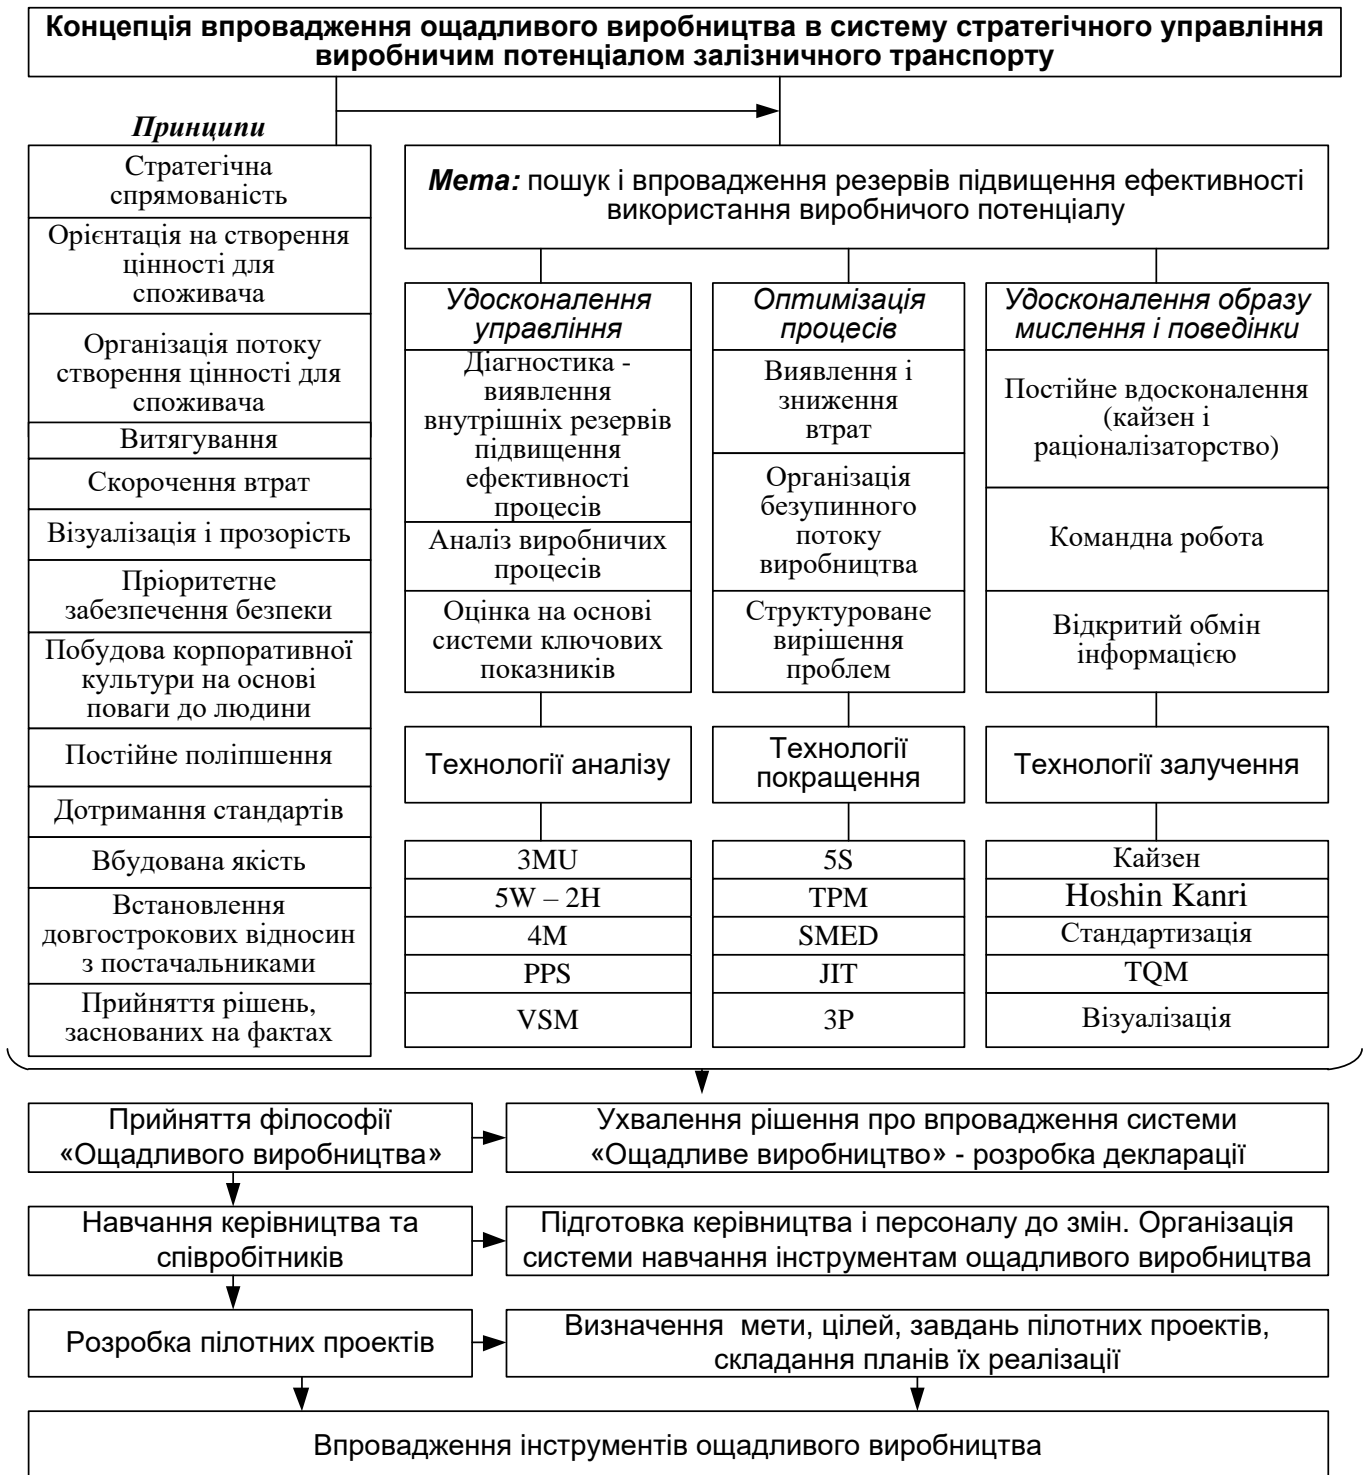 Концепція впровадження ощадливого виробництва в систему стратегічного управління
виробничим потенціалом залізничного транспорту
Принципи
Стратегічна
спрямованість
Орієнтація на створення
цінності для
споживача
Організація потоку
створення цінності для
споживача
Витягування
Скорочення втрат
Візуалізація і прозорість
Пріоритетне
забезпечення безпеки
Побудова корпоративної
культури на основі
поваги до людини
Постійне поліпшення
Дотримання стандартів
Вбудована якість
Встановлення
довгострокових відносин
з постачальниками
Прийняття рішень,
заснованих на фактах
Мета: пошук і впровадження резервів підвищення ефективності
використання виробничого потенціалу
Удосконалення
управління
Діагностика -
виявлення
внутрішніх резервів
підвищення
ефективності
процесів
Аналіз виробничих
процесів
Оцінка на основі
системи ключових
показників
Технології аналізу
3MU
5W – 2H
4M
PPS
VSM
Оптимізація
процесів
Виявлення і
зниження
втрат
Організація
безупинного
потоку
виробництва
Структуроване
вирішення
проблем
Технології
покращення
5S
TPM
SMED
JIT
3P
Удосконалення образу
мислення і поведінки
Постійне вдосконалення
(кайзен і
раціоналізаторство)
Командна робота
Відкритий обмін
інформацією
Технології залучення
Кайзен
Hoshin Kanri
Стандартизація
TQM
Візуалізація
Прийняття філософії
«Ощадливого виробництва»
Ухвалення рішення про впровадження системи
«Ощадливе виробництво» - розробка декларації
Навчання керівництва та
співробітників
Підготовка керівництва і персоналу до змін. Організація
системи навчання інструментам ощадливого виробництва
Розробка пілотних проектів
Визначення мети, цілей, завдань пілотних проектів,
складання планів їх реалізації
Впровадження інструментів ощадливого виробництва